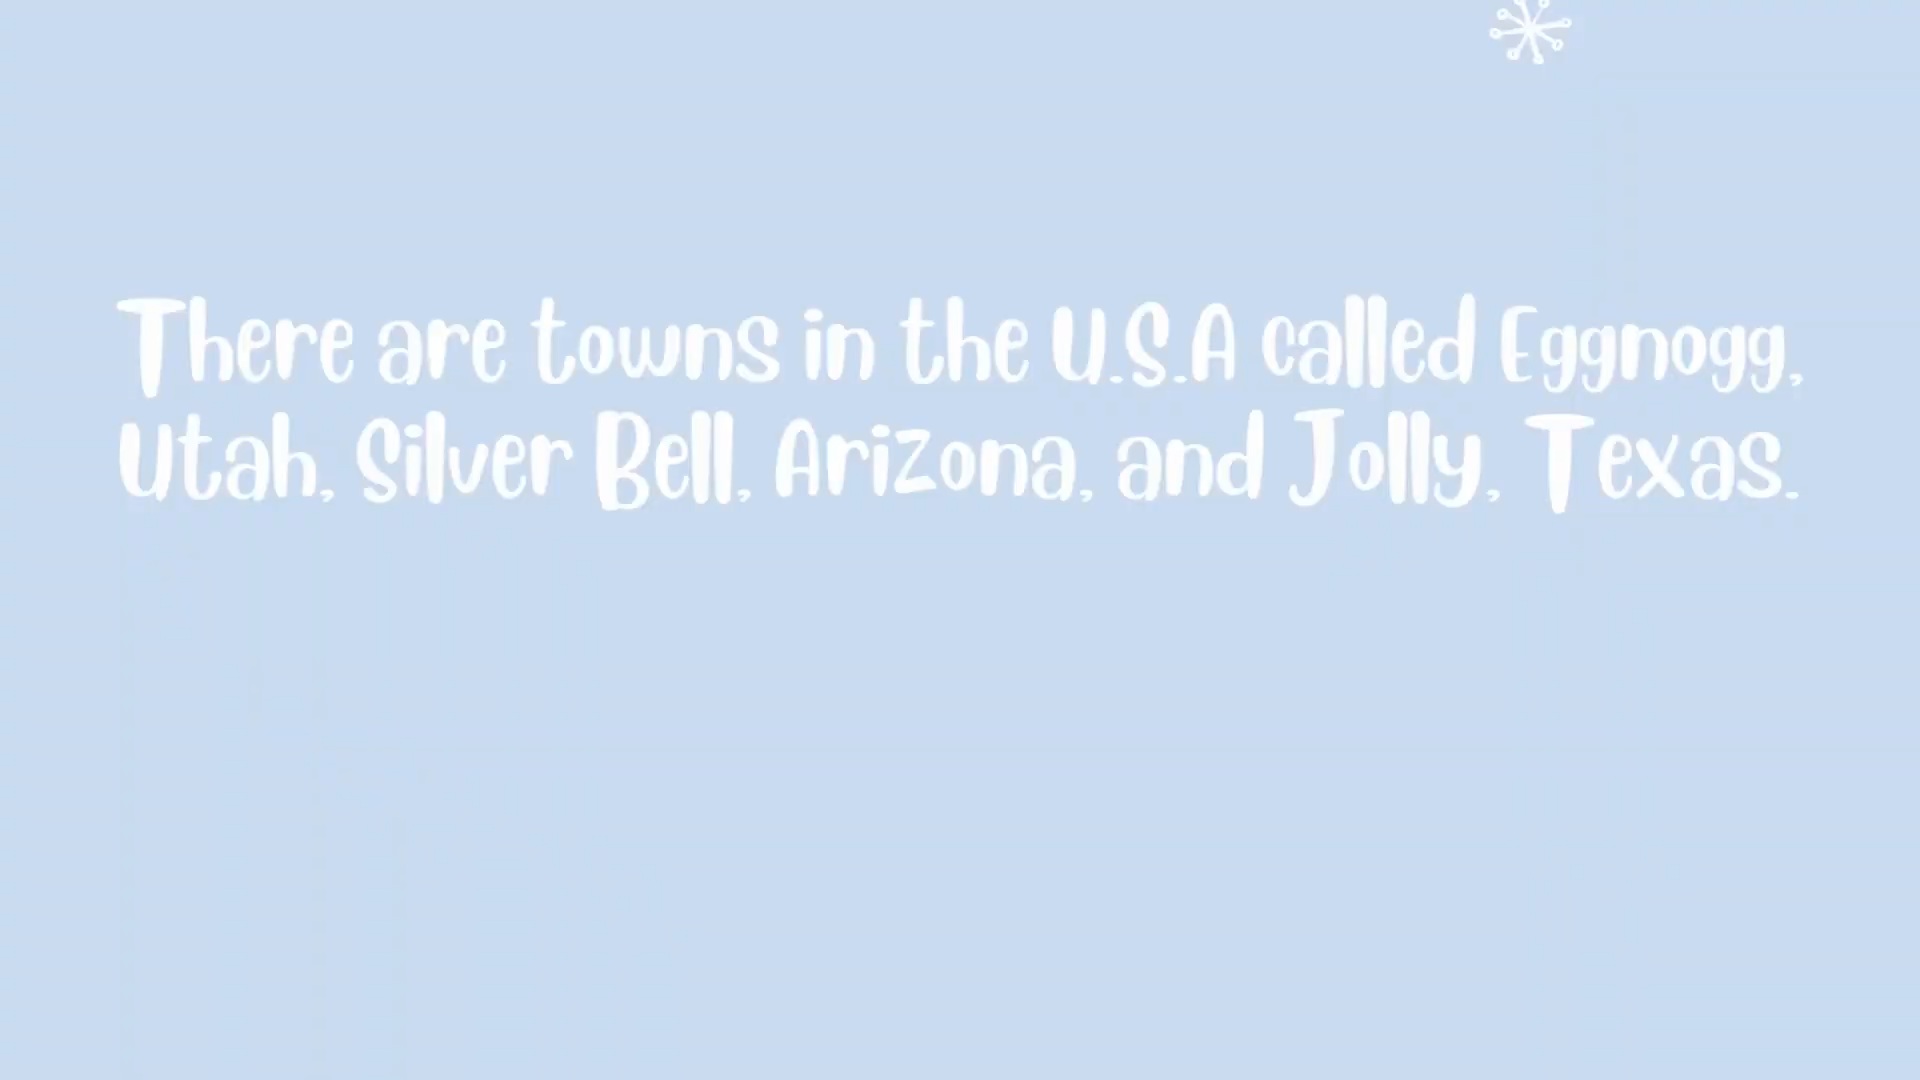 There are towns in the U.S.A called Eggnogg,
Utah, Silver Bell, Arizona, and Jolly, Texas.